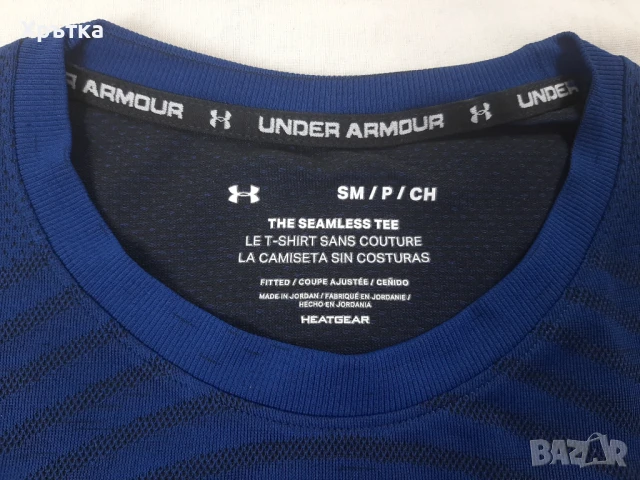 Хрътка
UNDER ARMOUR UNDER ARMOUR UNDER
SM / P / CH
THE SEAMLESS TEE
LE T-SHIRT SANS COUTURE
LA CAMISETA SIN COSTURAS
FITTED / COUPE AJUSTÉE / CEÑIDO
MADE IN JORDAN / FABRIQUÉ EN JORDANIE /
HECHO EN JORDANIA
HEATGEAR
BAZAR